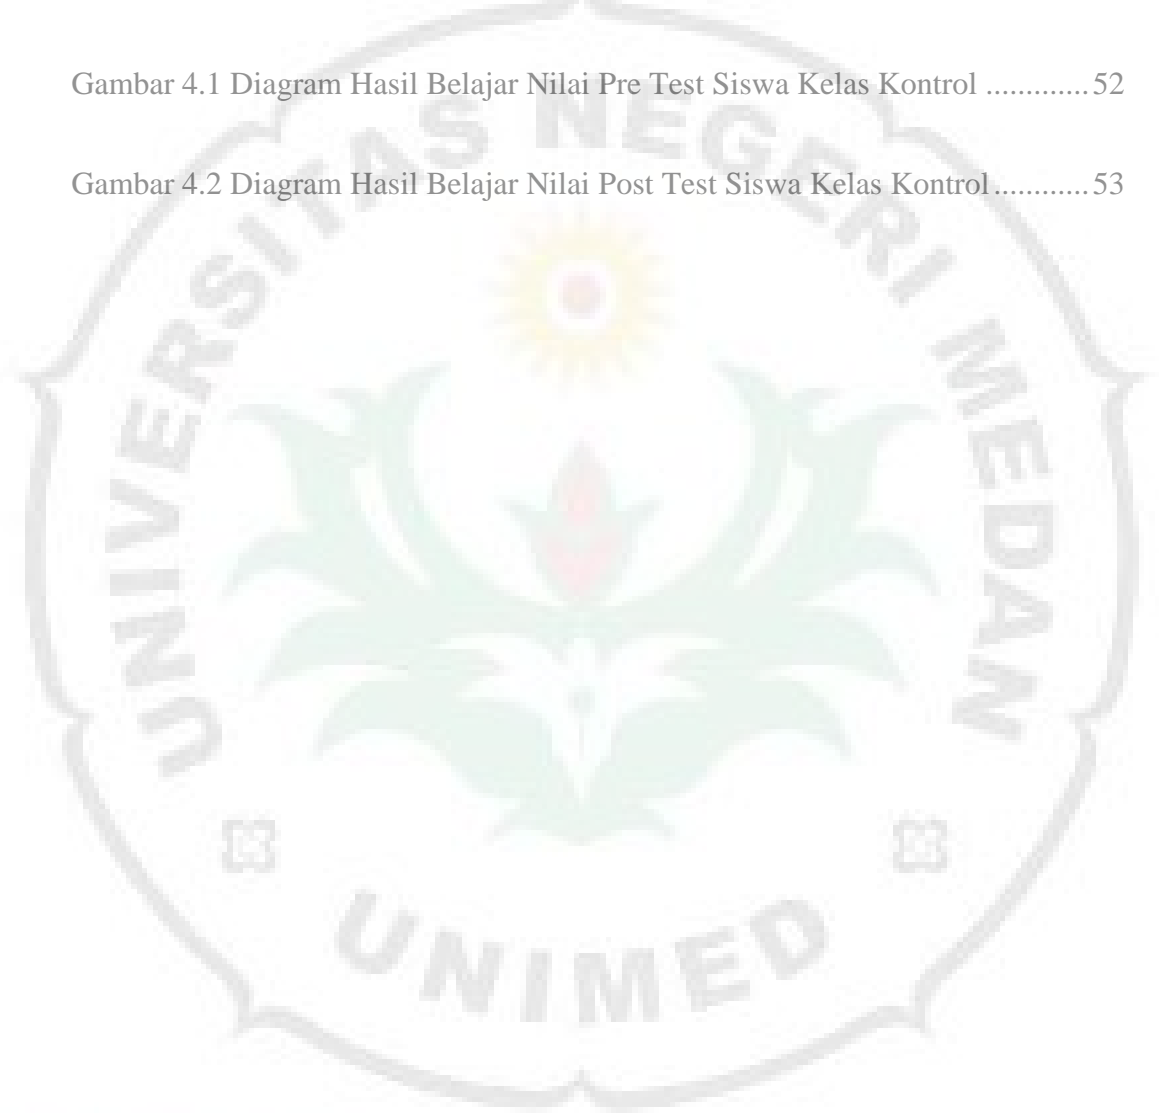 Gambar 4.1 Diagram Hasil Belajar Nilai Pre Test Siswa Kelas Kontrol .............52
Gambar 4.2 Diagram Hasil Belajar Nilai Post Test Siswa Kelas Kontrol............53
UNIVERSITAS NEGERI MEDAN
UNIMED